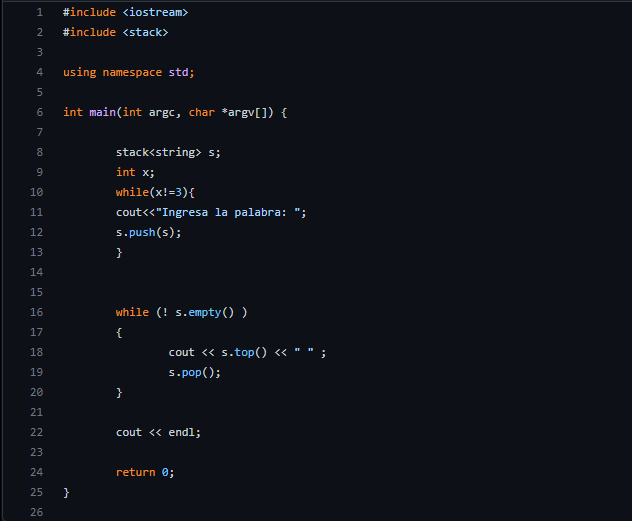 1 #include <iostream>
2 #include <stack>
3
4 using namespace std;
5
6 int main(int argc, char *argv[]) {
7
8 stack<string> s;
9 int x;
10 while(x!=3){
11 cout<<"Ingresa la palabra: ";
12 s.push(s);
13 }
14
15
16 while (! s.empty() )
17 {
18 cout << s.top() << " " ;
19 s.pop();
20 }
21
22 cout << endl;
23
24 return 0;
25 }
26